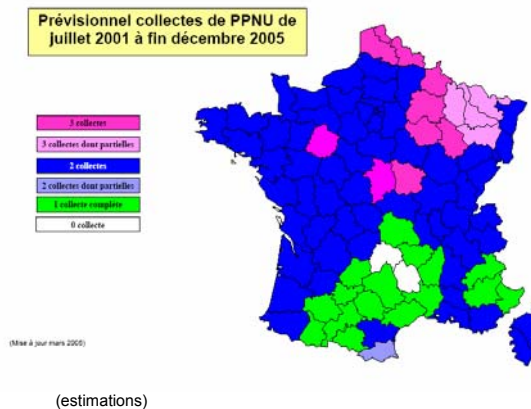 Prévisionnel collectes de PPNU de
juillet 2001 à fin décembre 2005
3 collectes
3 collectes dont partielles
2 collectes
2 collectes dont partielles
1 collecte complète
0 collecte
(Mise à jour mars 2005)
(estimations)